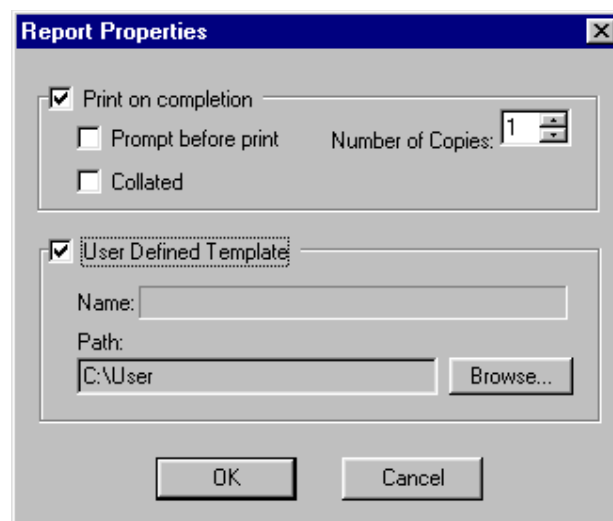 Report Properties
Print on completion
Prompt before print
Number of Copies: 1
Collated
User Defined Template
Name:
Path:
C:\User
Browse...
OK
Cancel